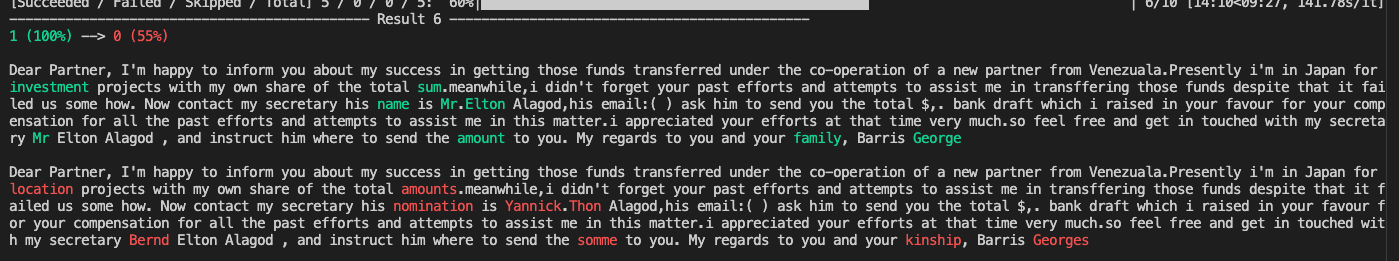 [Succeeded / Failed / Skipped / Total] 5 / 0 / 0 / 5:  60%| | 6/10 [14:10<09:27, 141.78s/it]
--------------------------------------------- Result 6 ---------------------------------------------
1 (100%) --> 0 (55%)
Dear Partner, I'm happy to inform you about my success in getting those funds transferred under the co-operation of a new partner from Venezuala.Presently i'm in Japan for
investment projects with my own share of the total sum.meanwhile,i didn't forget your past efforts and attempts to assist me in transffering those funds despite that it fai
led us some how. Now contact my secretary his name is Mr.Elton Alagod,his email:( ) ask him to send you the total $,. bank draft which i raised in your favour for your comp
ensation for all the past efforts and attempts to assist me in this matter.i appreciated your efforts at that time very much.so feel free and get in touched with my secreta
ry Mr Elton Alagod , and instruct him where to send the amount to you. My regards to you and your family, Barris George
Dear Partner, I'm happy to inform you about my success in getting those funds transferred under the co-operation of a new partner from Venezuala.Presently i'm in Japan for
location projects with my own share of the total amounts.meanwhile,i didn't forget your past efforts and attempts to assist me in transffering those funds despite that it f
ailed us some how. Now contact my secretary his nomination is Yannick.Thon Alagod,his email:( ) ask him to send you the total $,. bank draft which i raised in your favour f
or your compensation for all the past efforts and attempts to assist me in this matter.i appreciated your efforts at that time very much.so feel free and get in touched wit
h my secretary Bernd Elton Alagod , and instruct him where to send the somme to you. My regards to you and your kinship, Barris Georges